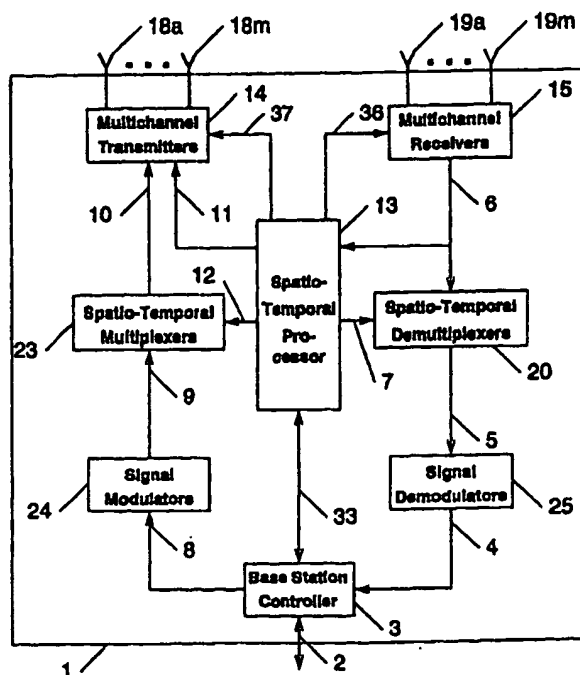 18a
18m
19a
19m
14
37
36
15
Multichannel
Transmitters
Multichannel
Receivers
10
11
13
6
12
Spatio-
Temporal
Pro-
cessor
Spatio-Temporal
Multiplexers
Spatio-Temporal
Demultiplexers
23
7
20
9
5
Signal
Modulators
Signal
Demodulators
24
33
25
8
4
Base Station
Controller
3
1
2